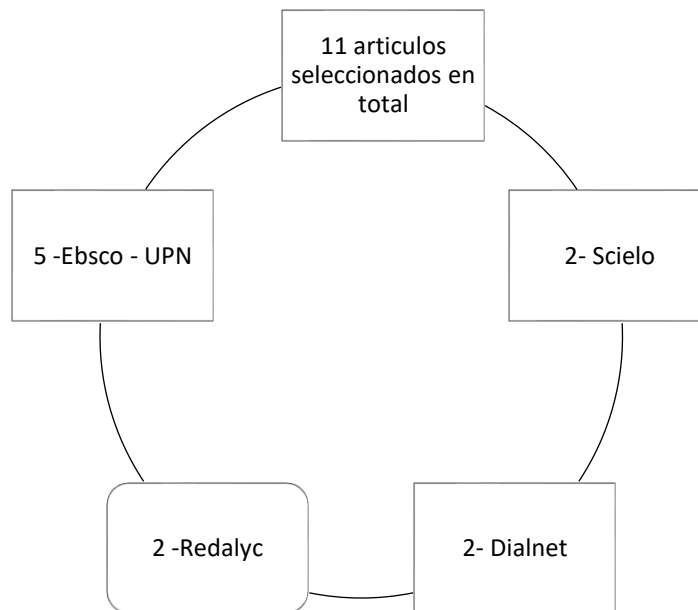 11 articulos
seleccionados en
total
5 -Ebsco - UPN
2- Scielo
2 -Redalyc
2- Dialnet